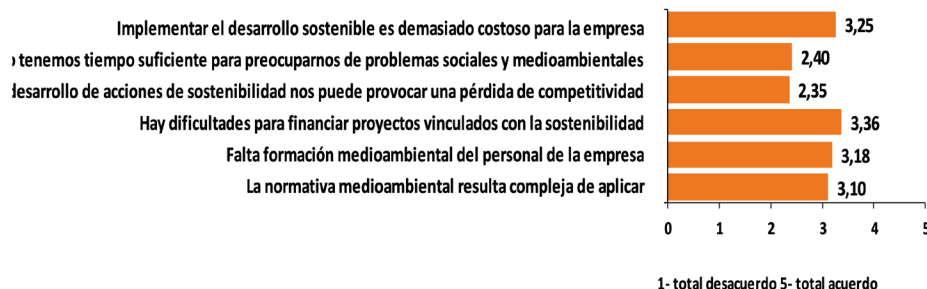 Implementar el desarrollo sostenible es demasiado costoso para la empresa 3,25
tenemos tiempo suficiente para preocuparnos de problemas sociales y medioambientales 2,40
desarrollo de acciones de sostenibilidad nos puede provocar una pérdida de competitividad 2,35
Hay dificultades para financiar proyectos vinculados con la sostenibilidad 3,36
Falta formación medioambiental del personal de la empresa 3,18
La normativa medioambiental resulta compleja de aplicar 3,10
0 1 2 3 4 5
1- total desacuerdo 5- total acuerdo